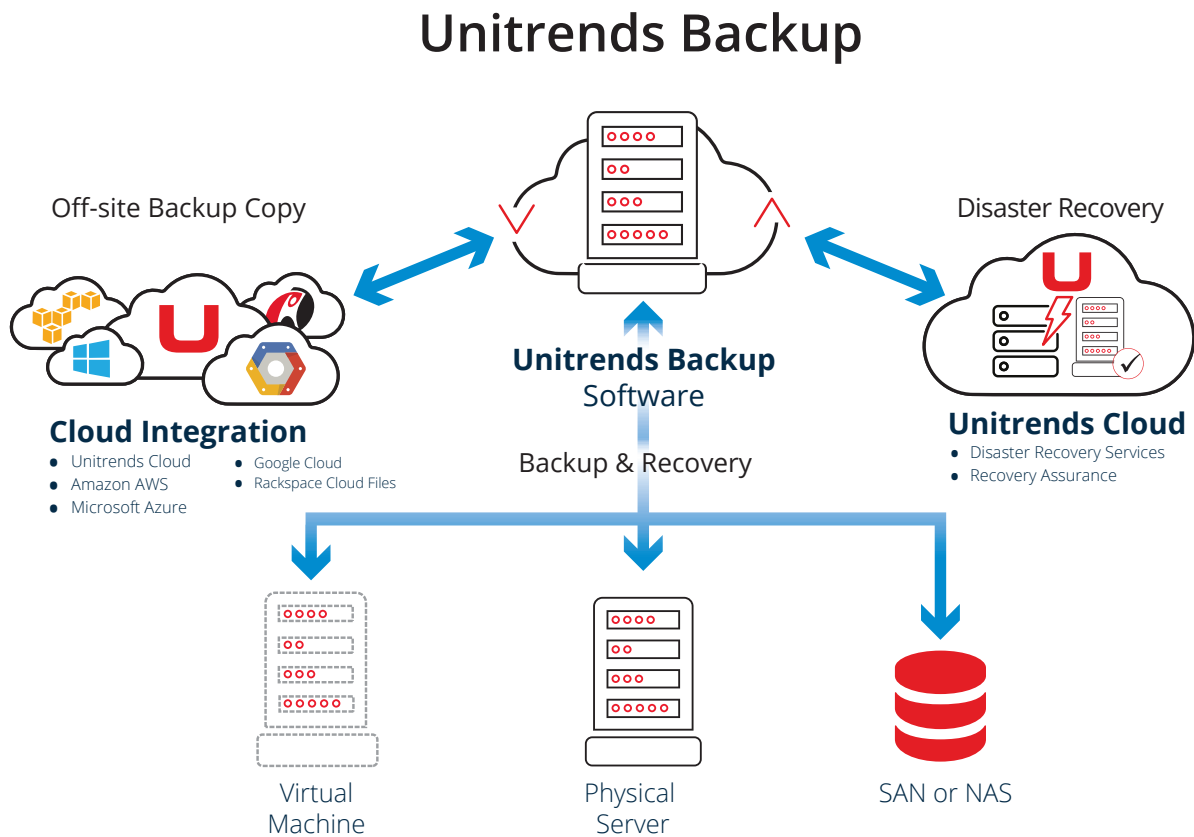 Unitrends Backup
Off-site Backup Copy
Disaster Recovery
U
U
Unitrends Backup
Software
Cloud Integration
• Unitrends Cloud
• Amazon AWS
• Microsoft Azure
• Google Cloud
• Rackspace Cloud Files
Unitrends Cloud
• Disaster Recovery Services
• Recovery Assurance
Backup & Recovery
Virtual
Machine
Physical
Server
SAN or NAS